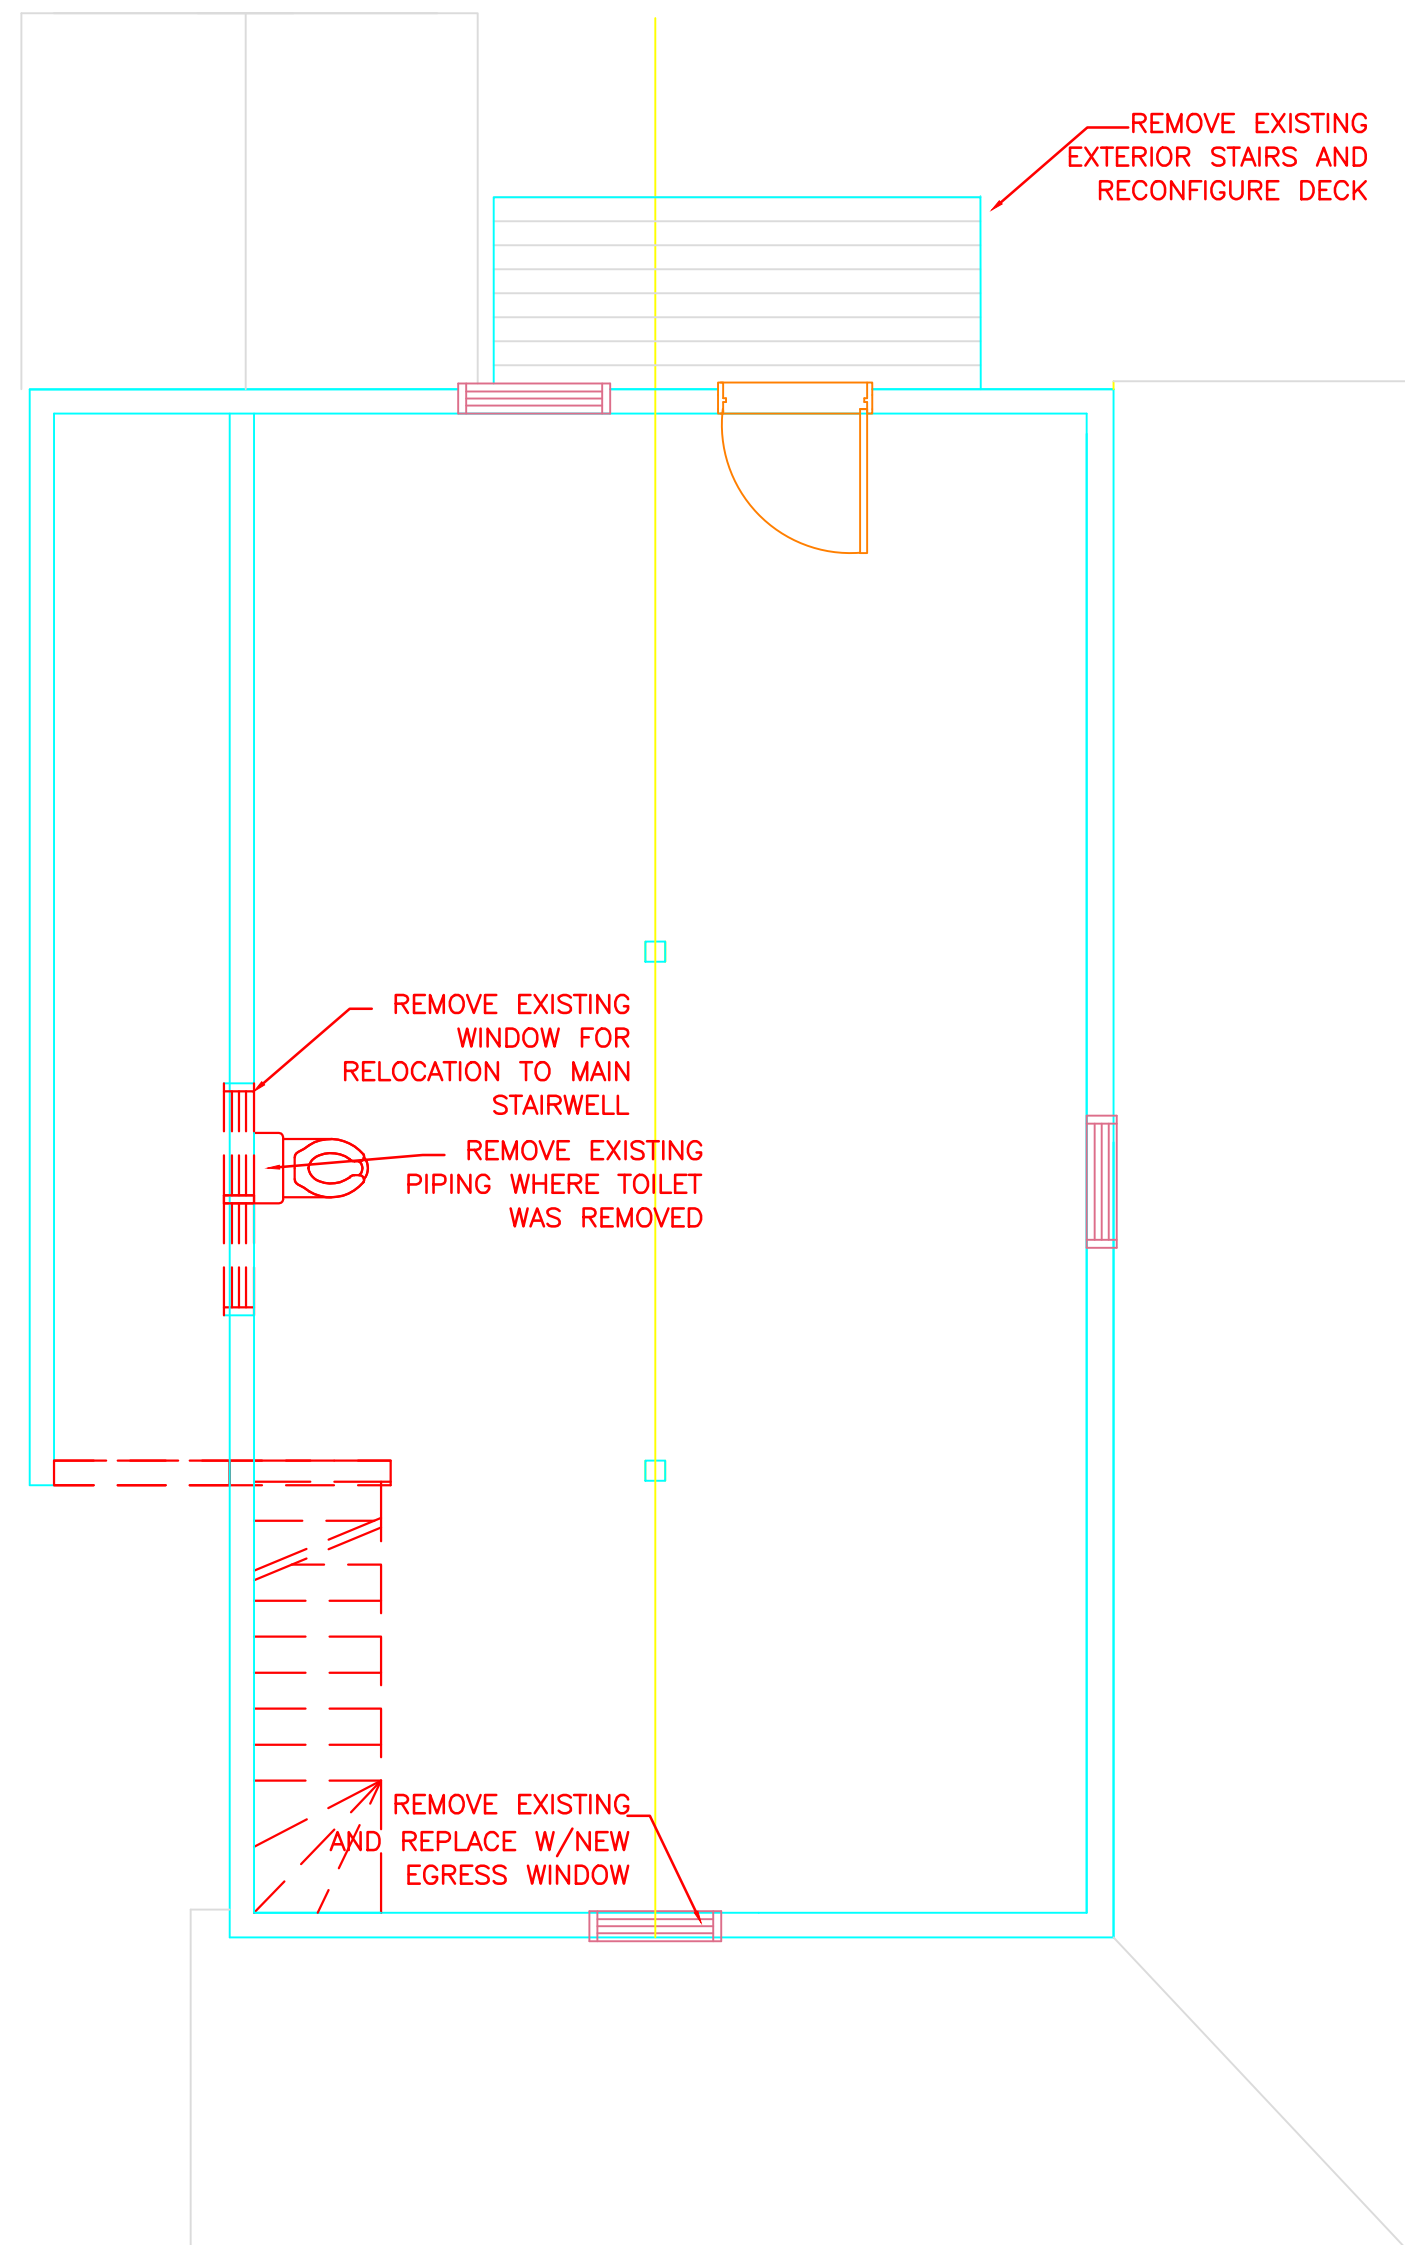 REMOVE EXISTING
EXTERIOR STAIRS AND
RECONFIGURE DECK
REMOVE EXISTING
WINDOW FOR
RELOCATION TO MAIN
STAIRWELL
REMOVE EXISTING
PIPING WHERE TOILET
WAS REMOVED
REMOVE EXISTING
AND REPLACE W/NEW
EGRESS WINDOW